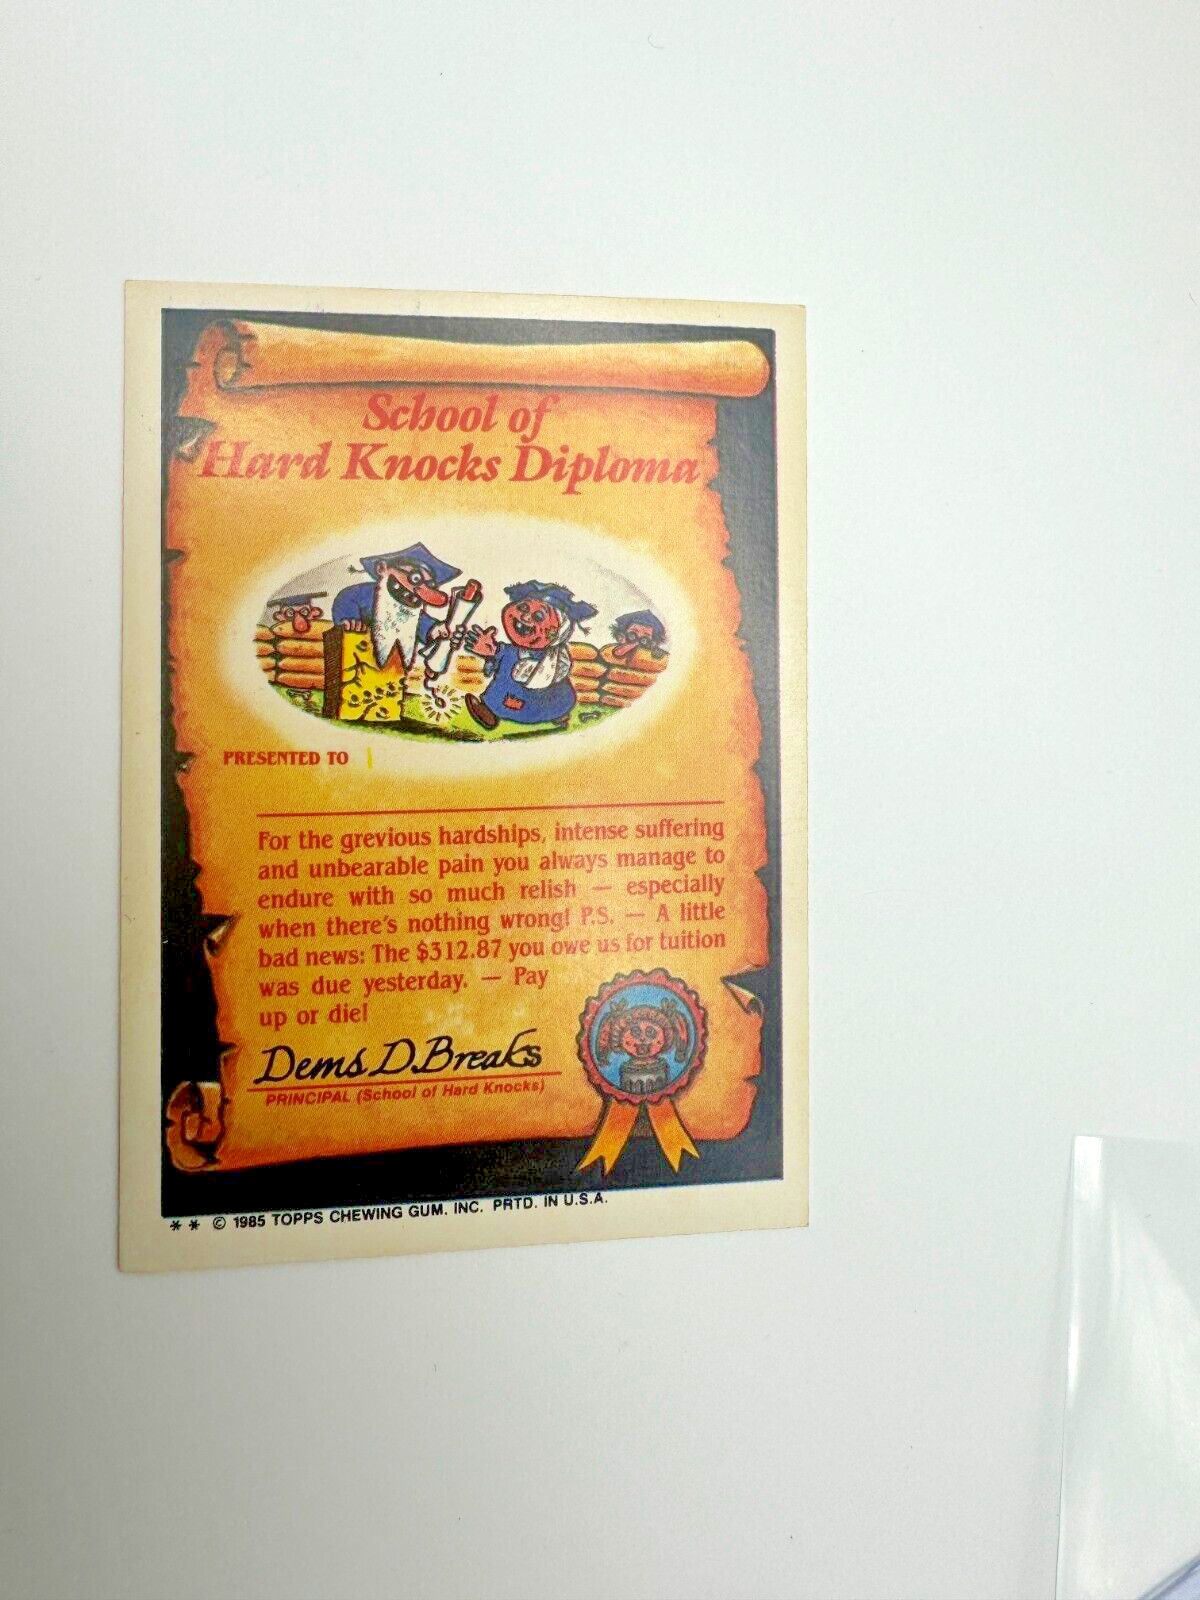 School of
Hard Knocks Diploma
PRESENTED TO
For the grevious hardships, intense suffering
and unbearable pain you always manage to
endure with so much relish — especially
when there's nothing wrong! P.S. — A little
bad news: The $312.87 you owe us for tuition
was due yesterday. — Pay
up or die!
Dems D. Breaks
PRINCIPAL (School of Hard Knocks)
** © 1985 TOPPS CHEWING GUM, INC. PRTD. IN U.S.A.